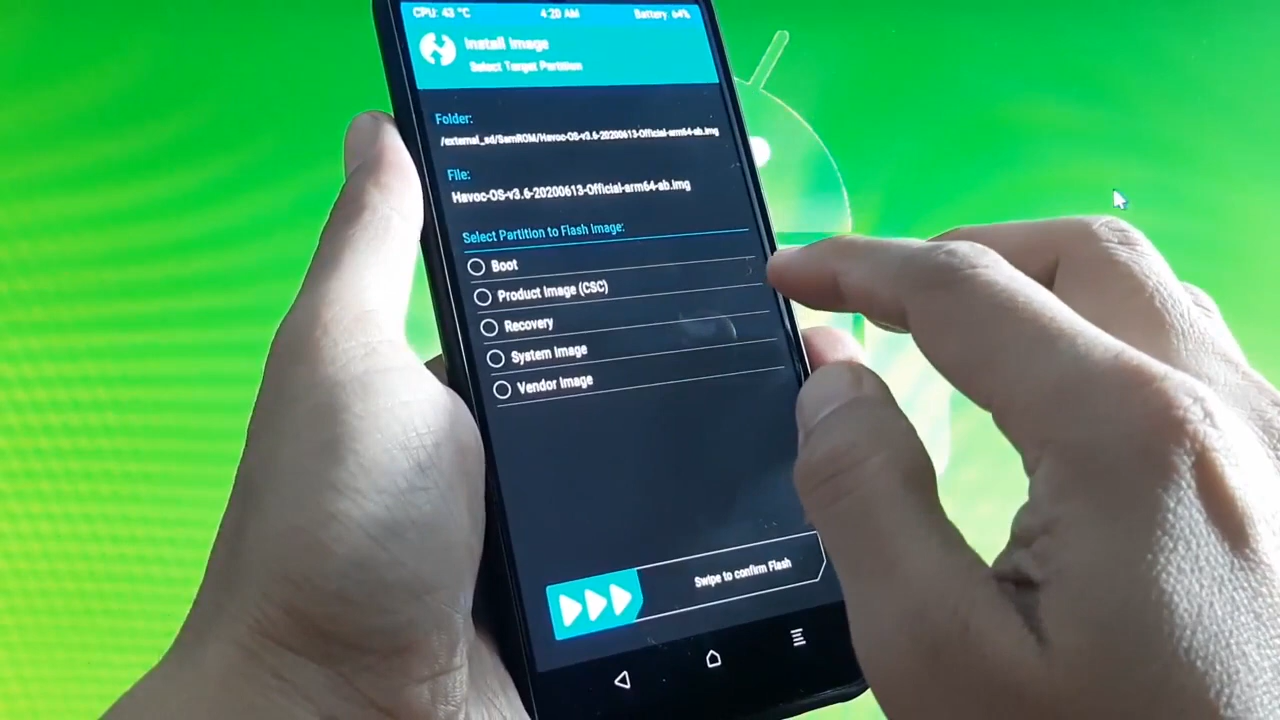 CPU: 43 °C 4:20 AM Battery: 64%
Install Image
Select Target Partition
Folder:
/external_sd/SamROM/Havoc-OS-v3.6-20200613-Official-arm64-ab.img
File:
Havoc-OS-v3.6-20200613-Official-arm64-ab.img
Select Partition to Flash Image:
Boot
Product Image (CSC)
Recovery
System Image
Vendor Image
Swipe to confirm Flash